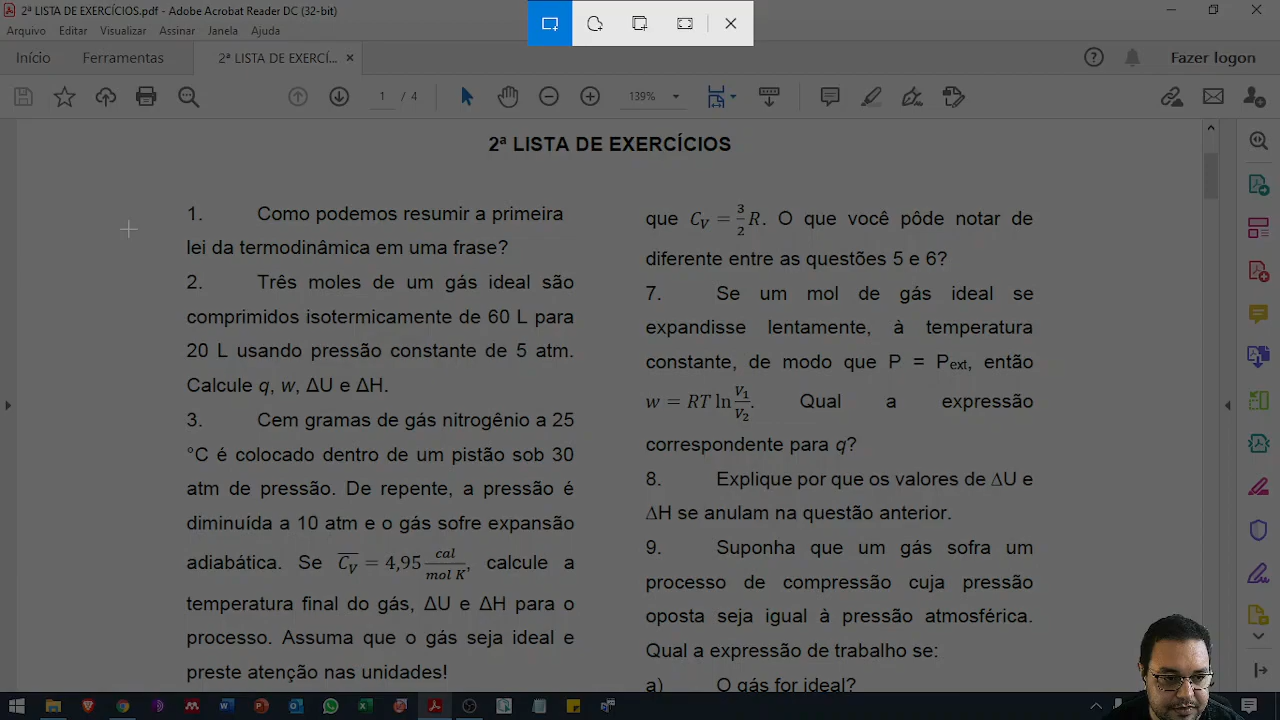 2ª LISTA DE EXERCÍCIOS.pdf - Adobe Acrobat Reader DC (32-bit)
Arquivo Editar Visualizar Assinar Janela Ajuda
Início Ferramentas 2ª LISTA DE EXERCÍ... Fazer logon
1 / 4 139%
2ª LISTA DE EXERCÍCIOS
1. Como podemos resumir a primeira
lei da termodinâmica em uma frase?
2. Três moles de um gás ideal são
comprimidos isotermicamente de 60 L para
20 L usando pressão constante de 5 atm.
Calcule q, w, ΔU e ΔH.
3. Cem gramas de gás nitrogênio a 25
°C é colocado dentro de um pistão sob 30
atm de pressão. De repente, a pressão é
diminuída a 10 atm e o gás sofre expansão
adiabática. Se \overline{C_V} = 4,95 \frac{cal}{mol K}, calcule a
temperatura final do gás, ΔU e ΔH para o
processo. Assuma que o gás seja ideal e
preste atenção nas unidades!
que C_V = \frac{3}{2} R. O que você pôde notar de
diferente entre as questões 5 e 6?
7. Se um mol de gás ideal se
expandisse lentamente, à temperatura
constante, de modo que P = Pext, então
w = RT ln \frac{V_1}{V_2}. Qual a expressão
correspondente para q?
8. Explique por que os valores de ΔU e
ΔH se anulam na questão anterior.
9. Suponha que um gás sofra um
processo de compressão cuja pressão
oposta seja igual à pressão atmosférica.
Qual a expressão de trabalho se:
a) O gás for ideal?